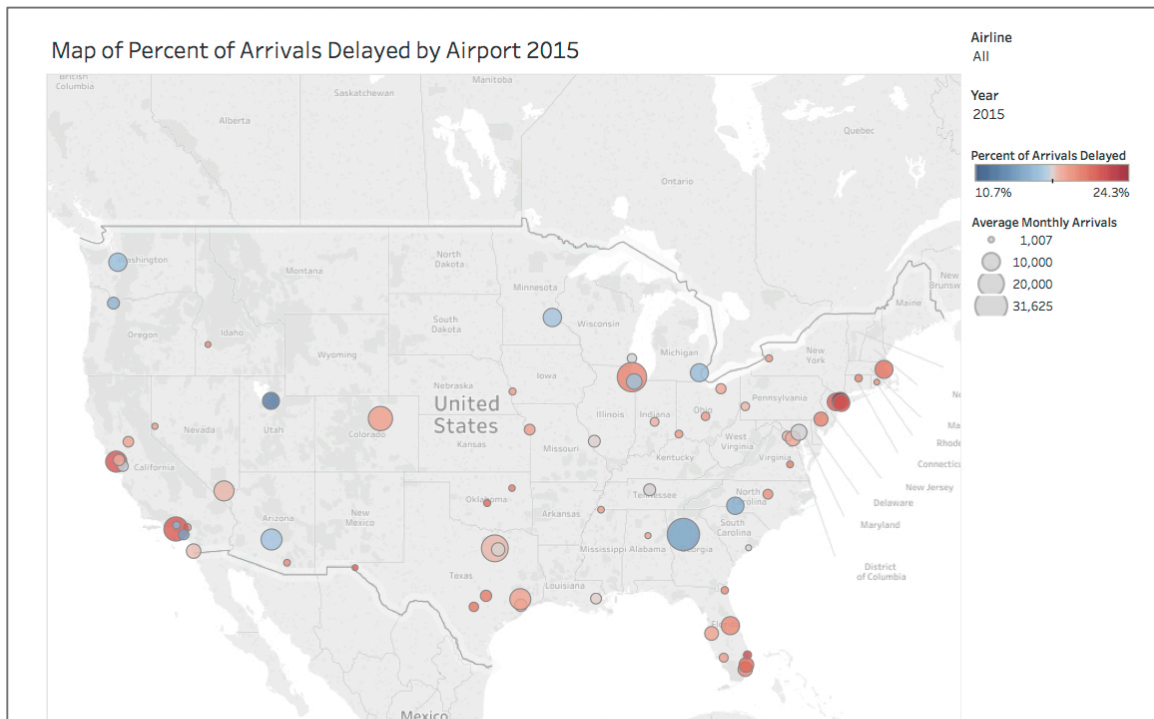 Map of Percent of Arrivals Delayed by Airport 2015
Airline
All
Year
2015
Percent of Arrivals Delayed
10.7%
24.3%
Average Monthly Arrivals
1,007
10,000
20,000
31,625
British
Columbia
Alberta
Saskatchewan
Manitoba
Ontario
Quebec
New
Maine
North
Dakota
Montana
Minnesota
Oregon
Idaho
South
Dakota
Wisconsin
Michigan
New
York
Wyoming
Iowa
Nebraska
United
States
Illinois
Indiana
Ohio
Pennsylvania
Nevada
Utah
Colorado
Kansas
Missouri
West
Virginia
Virginia
Kentucky
California
Rhode
Connectica
New Jersey
Delaware
Maryland
District
of Columbia
Oklahoma
Tennessee
North
Arizona
New
Mexico
Arkansas
South
Carolina
Mississippi
Alabama
Texas
Louisiana
Mexico